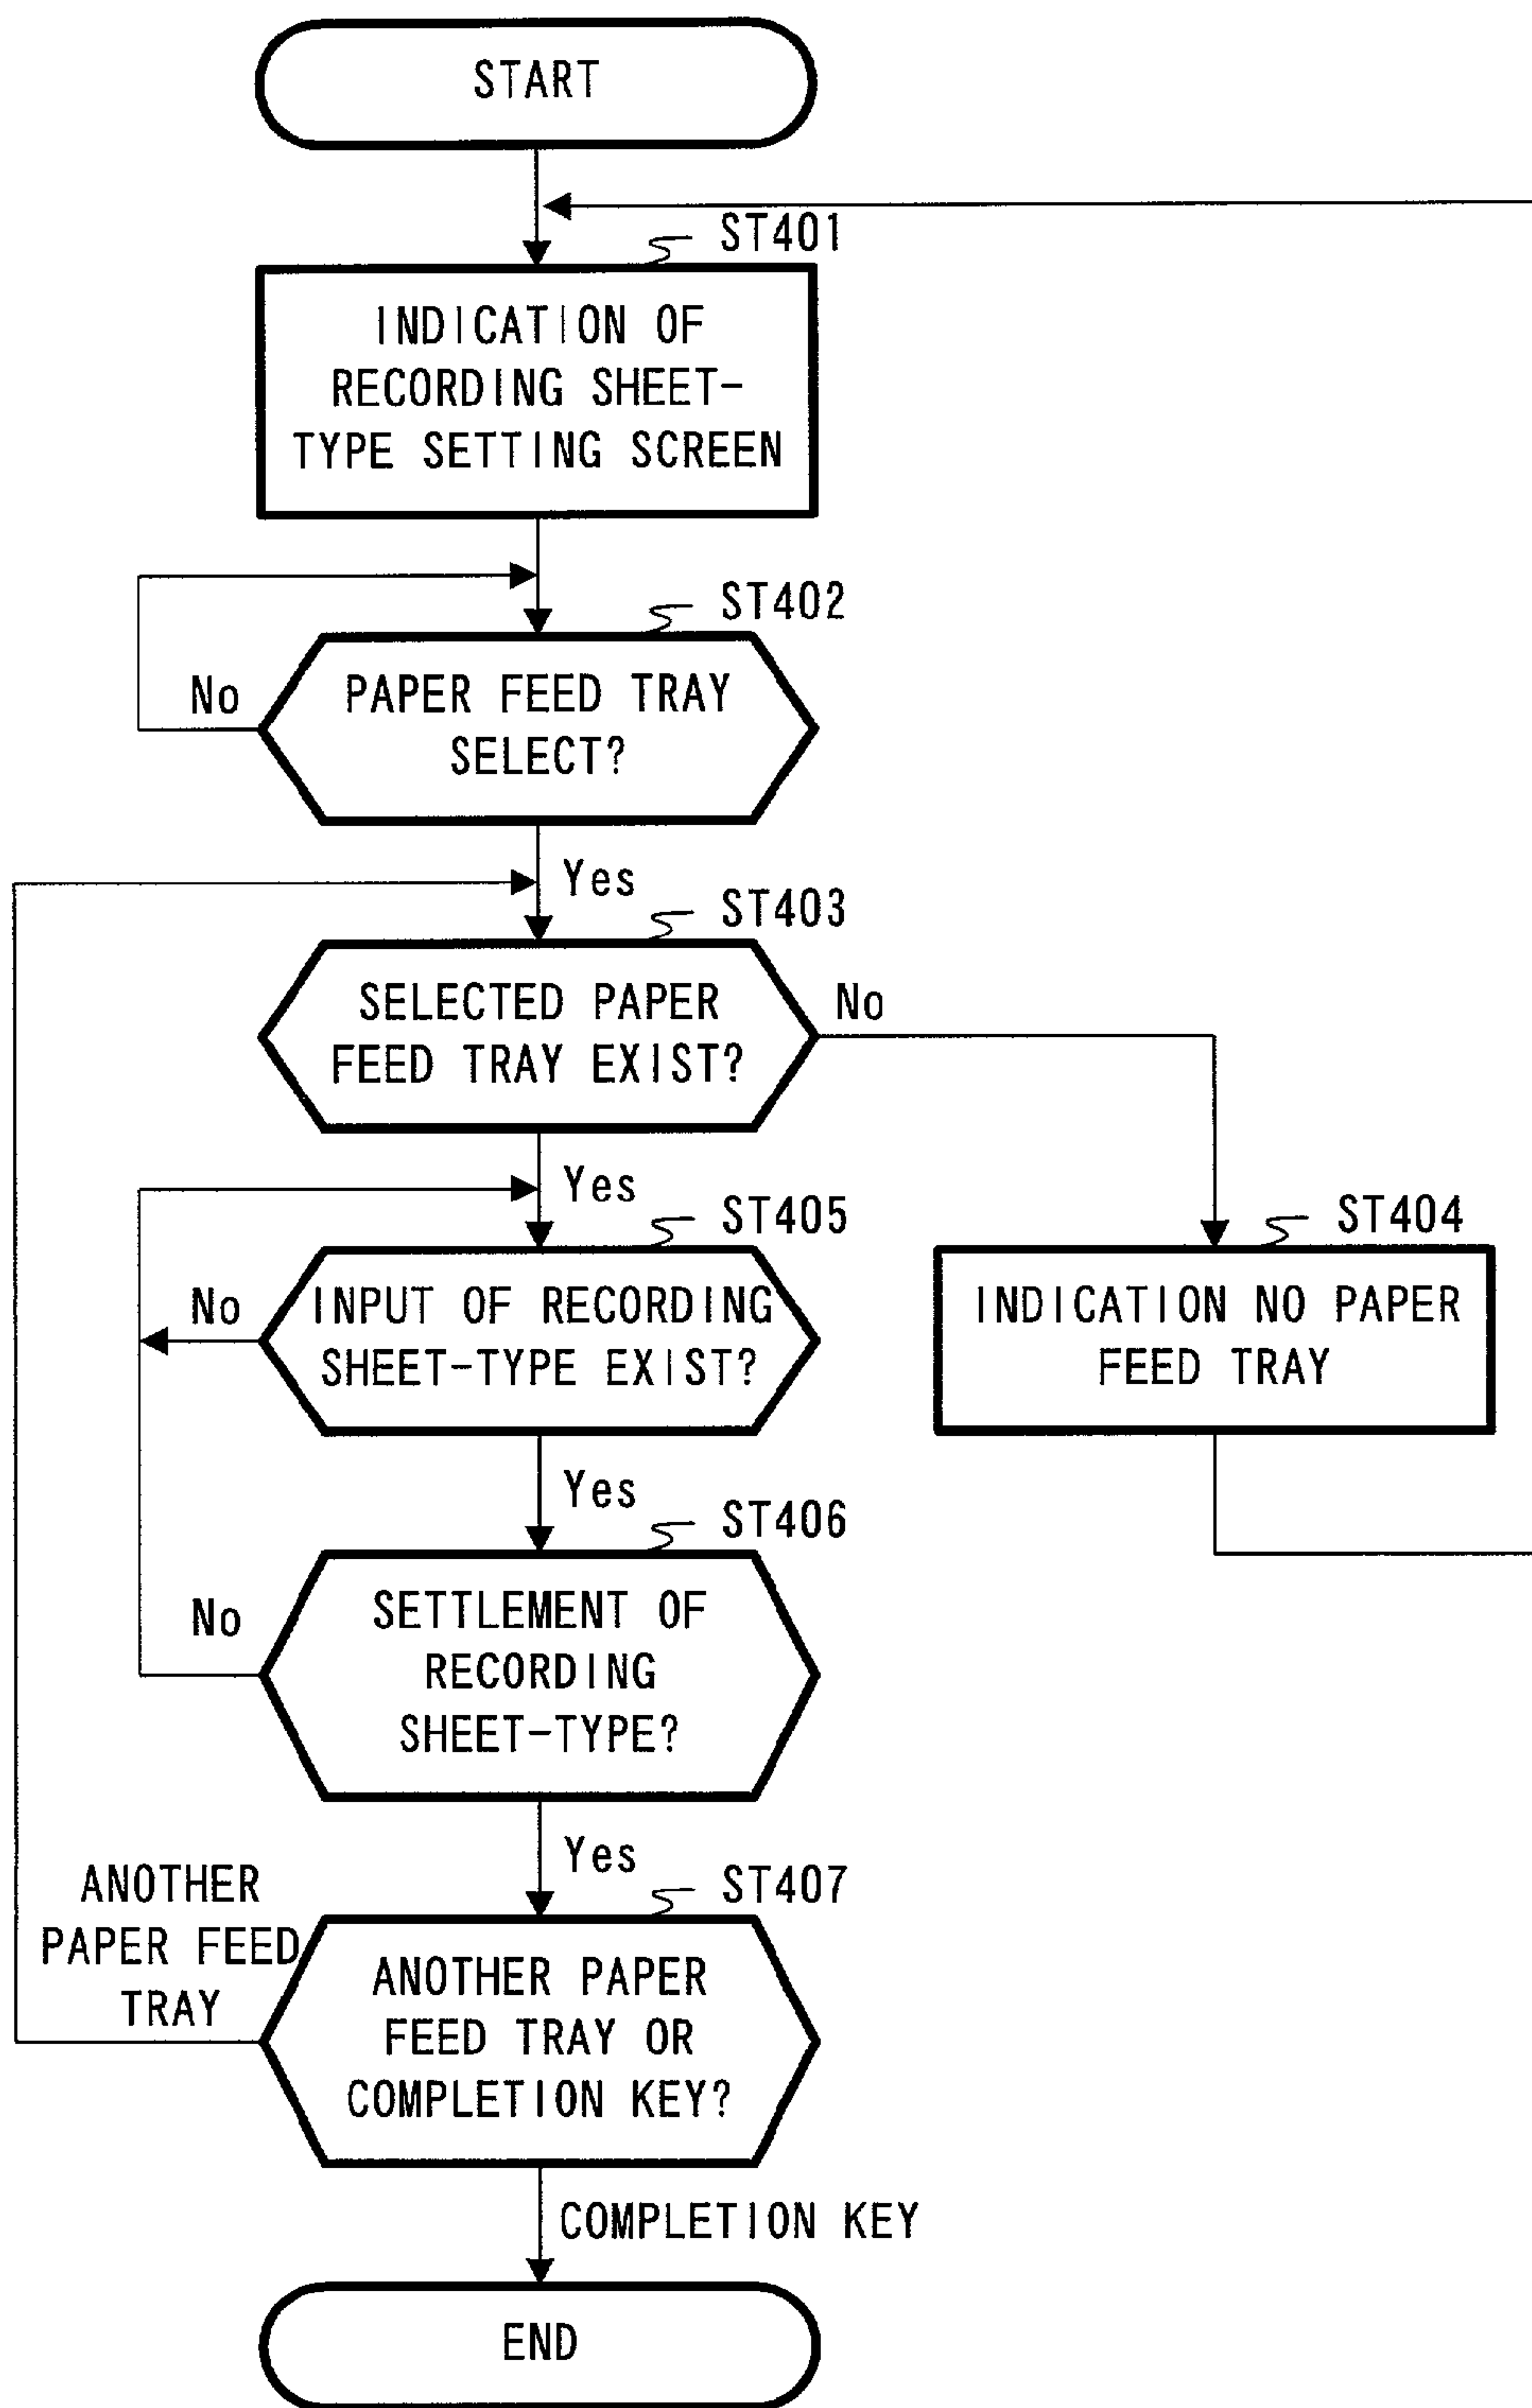 START
ST401
INDICATION OF
RECORDING SHEET-
TYPE SETTING SCREEN
ST402
No
PAPER FEED TRAY
SELECT?
Yes
ST403
SELECTED PAPER
FEED TRAY EXIST?
No
Yes
ST405
ST404
No
INPUT OF RECORDING
SHEET-TYPE EXIST?
INDICATION NO PAPER
FEED TRAY
Yes
ST406
No
SETTLEMENT OF
RECORDING
SHEET-TYPE?
Yes
ST407
ANOTHER
PAPER FEED
TRAY
ANOTHER PAPER
FEED TRAY OR
COMPLETION KEY?
COMPLETION KEY
END